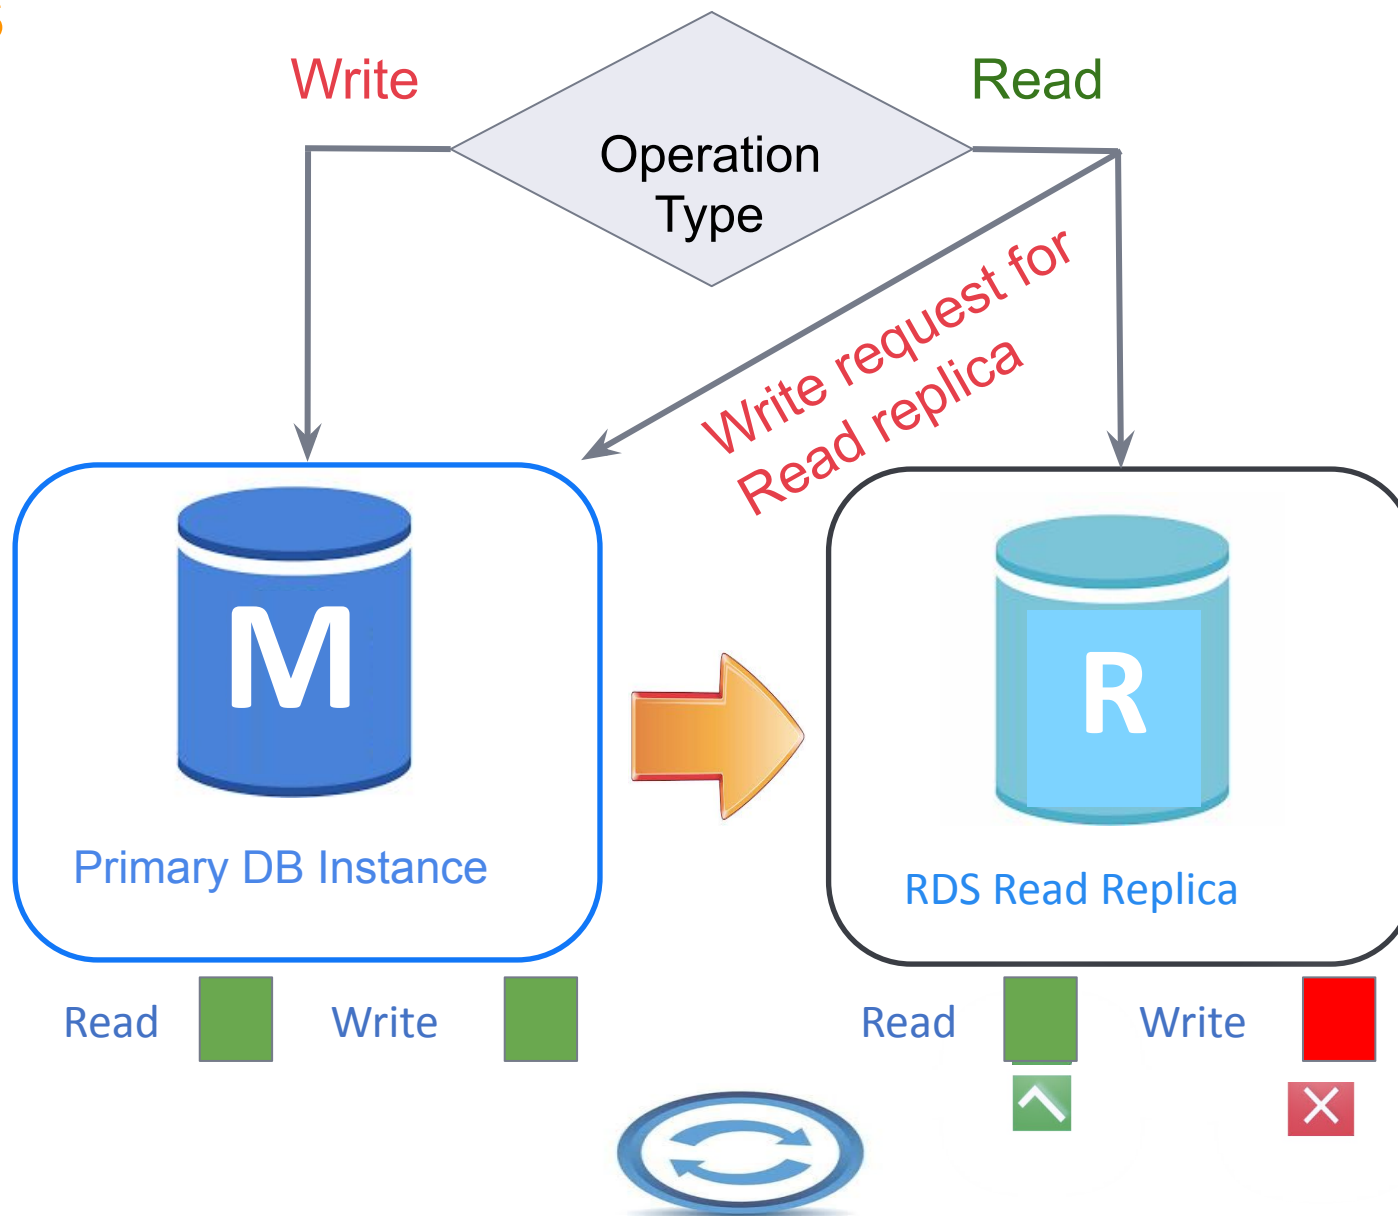 Write
Read
Operation
Type
Write request for
Read replica
M
R
Primary DB Instance
RDS Read Replica
Read
Write
Read
Write